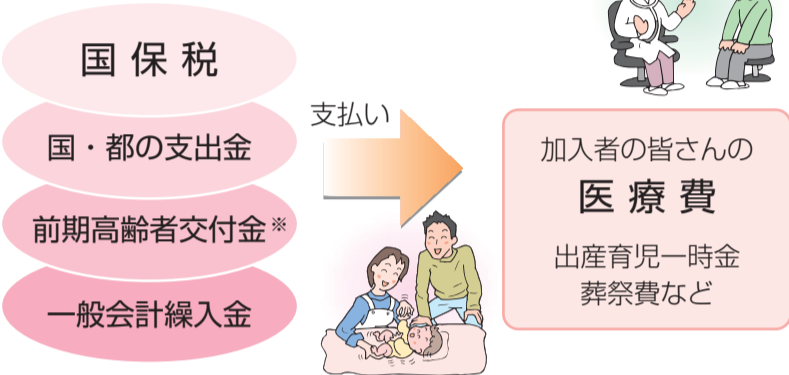 国保税
国・都の支出金
前期高齢者交付金※
一般会計繰入金
支払い
加入者の皆さんの
医療費
出産育児一時金
葬祭費など